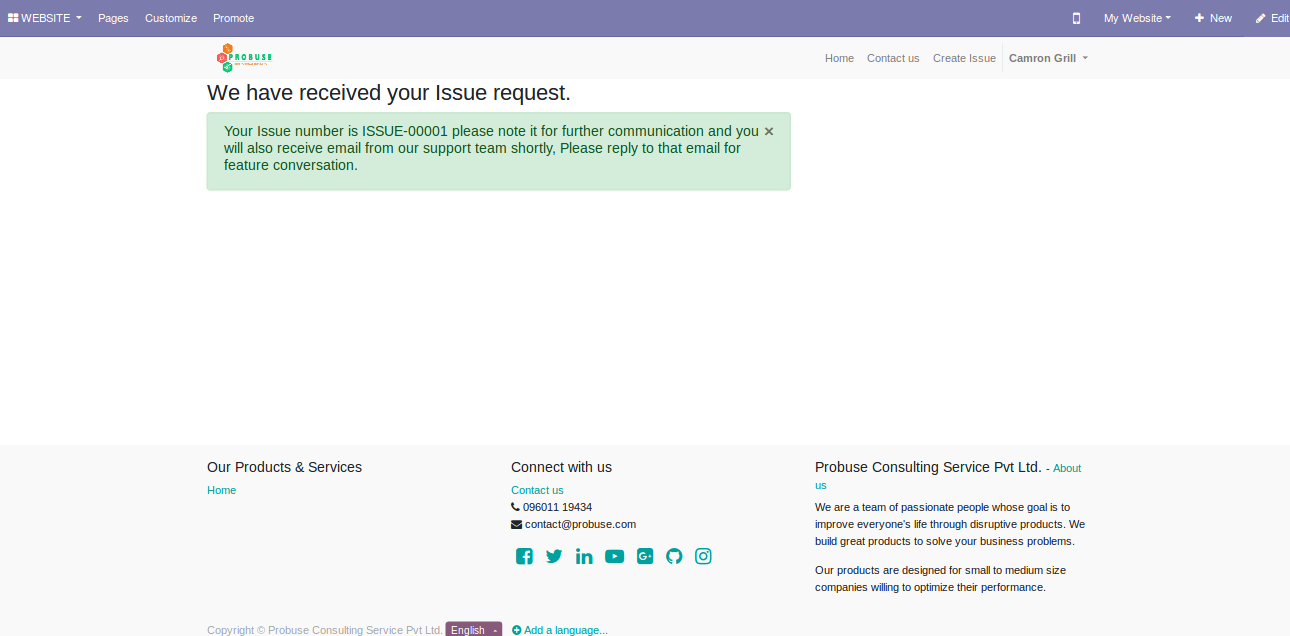 WEBSITE Pages Customize Promote My Website New Edit
PROBUSE
Home Contact us Create Issue Camron Grill
We have received your Issue request.
Your Issue number is ISSUE-00001 please note it for further communication and you ×
will also receive email from our support team shortly, Please reply to that email for
feature conversation.
Our Products & Services
Home
Connect with us
Contact us
096011 19434
contact@probuse.com
Probuse Consulting Service Pvt Ltd. - About
us
We are a team of passionate people whose goal is to
improve everyone's life through disruptive products. We
build great products to solve your business problems.
Our products are designed for small to medium size
companies willing to optimize their performance.
Copyright © Probuse Consulting Service Pvt Ltd. English Add a language...